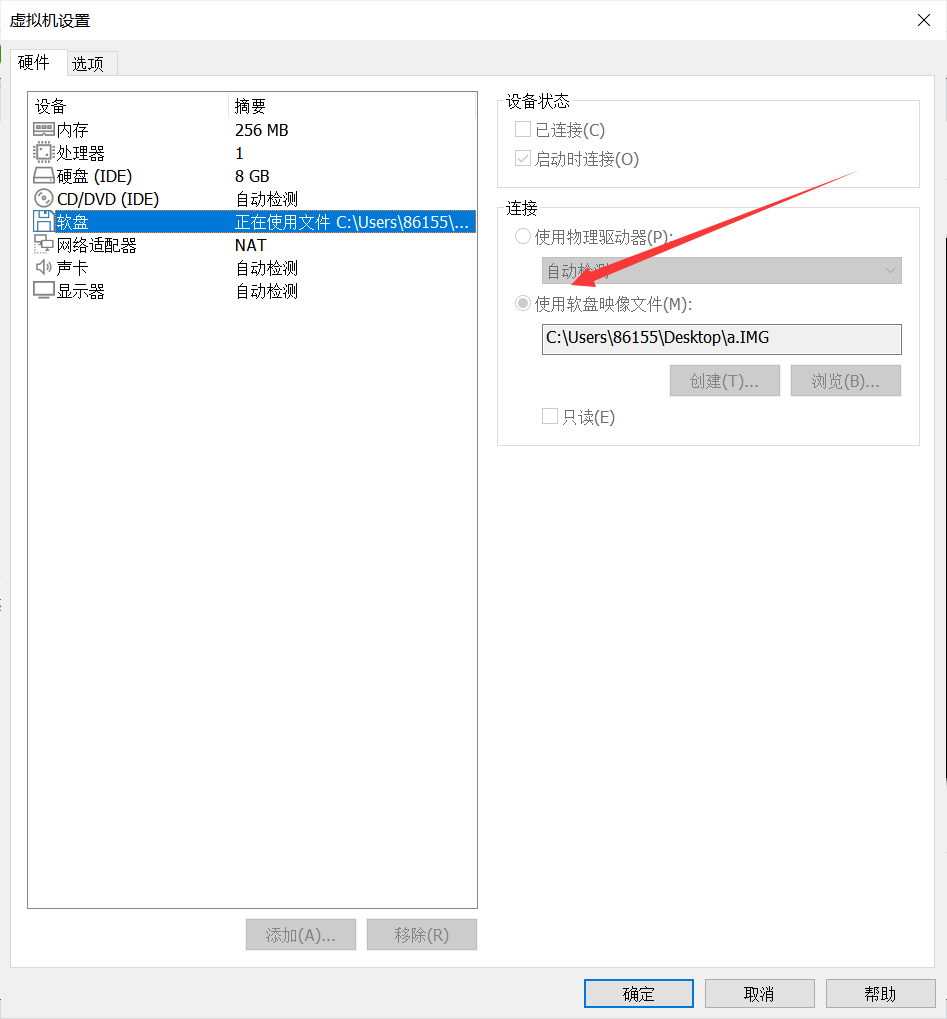 虚拟机设置
硬件 选项
设备 摘要
内存 256 MB
处理器 1
硬盘 (IDE) 8 GB
CD/DVD (IDE) 自动检测
软盘 正在使用文件 C:\Users\86155\...
网络适配器 NAT
声卡 自动检测
显示器 自动检测
添加(A)... 移除(R)
设备状态
已连接(C)
启动时连接(O)
连接
使用物理驱动器(P):
自动检测
使用软盘映像文件(M):
C:\Users\86155\Desktop\a.IMG
创建(T)... 浏览(B)...
只读(E)
确定 取消 帮助